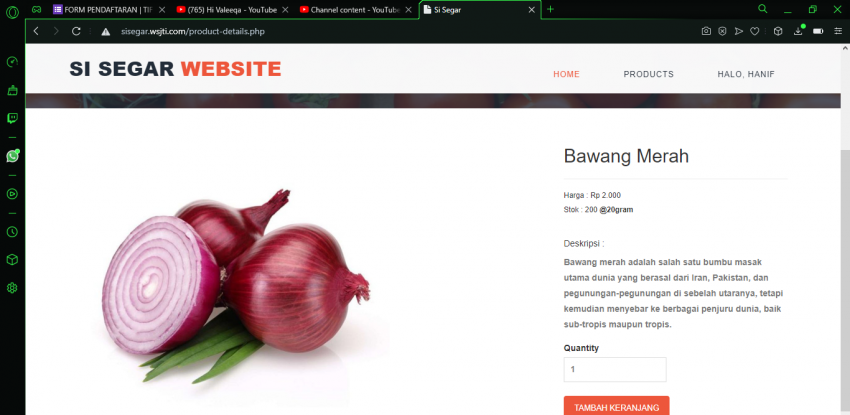 FORM PENDAFTARAN | TIF
(765) Hi Valeeqa - YouTube
Channel content - YouTube
Si Segar
sisegar.wsjti.com/product-details.php
SI SEGAR WEBSITE
HOME
PRODUCTS
HALO, HANIF
Bawang Merah
Harga : Rp 2.000
Stok : 200 @20gram
Deskripsi :
Bawang merah adalah salah satu bumbu masak
utama dunia yang berasal dari Iran, Pakistan, dan
pegunungan-pegunungan di sebelah utaranya, tetapi
kemudian menyebar ke berbagai penjuru dunia, baik
sub-tropis maupun tropis.
Quantity
1
TAMBAH KERANJANG